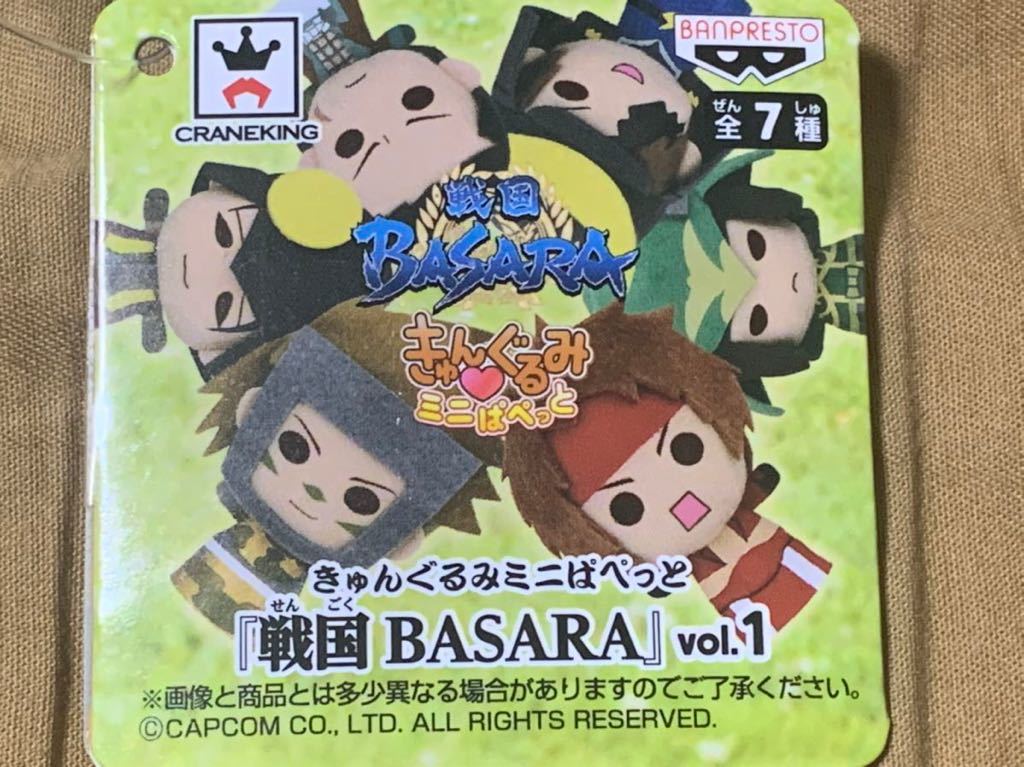 CRANEKING
BANPRESTO
ぜん しゅ
全7種
戦国
BASARA
きゅんぐるみ
ミニぱぺっと
きゅんぐるみミニぱぺっと
せん ごく
『戦国 BASARA』 vol.1
※画像と商品とは多少異なる場合がありますのでご了承ください。
©CAPCOM CO., LTD. ALL RIGHTS RESERVED.